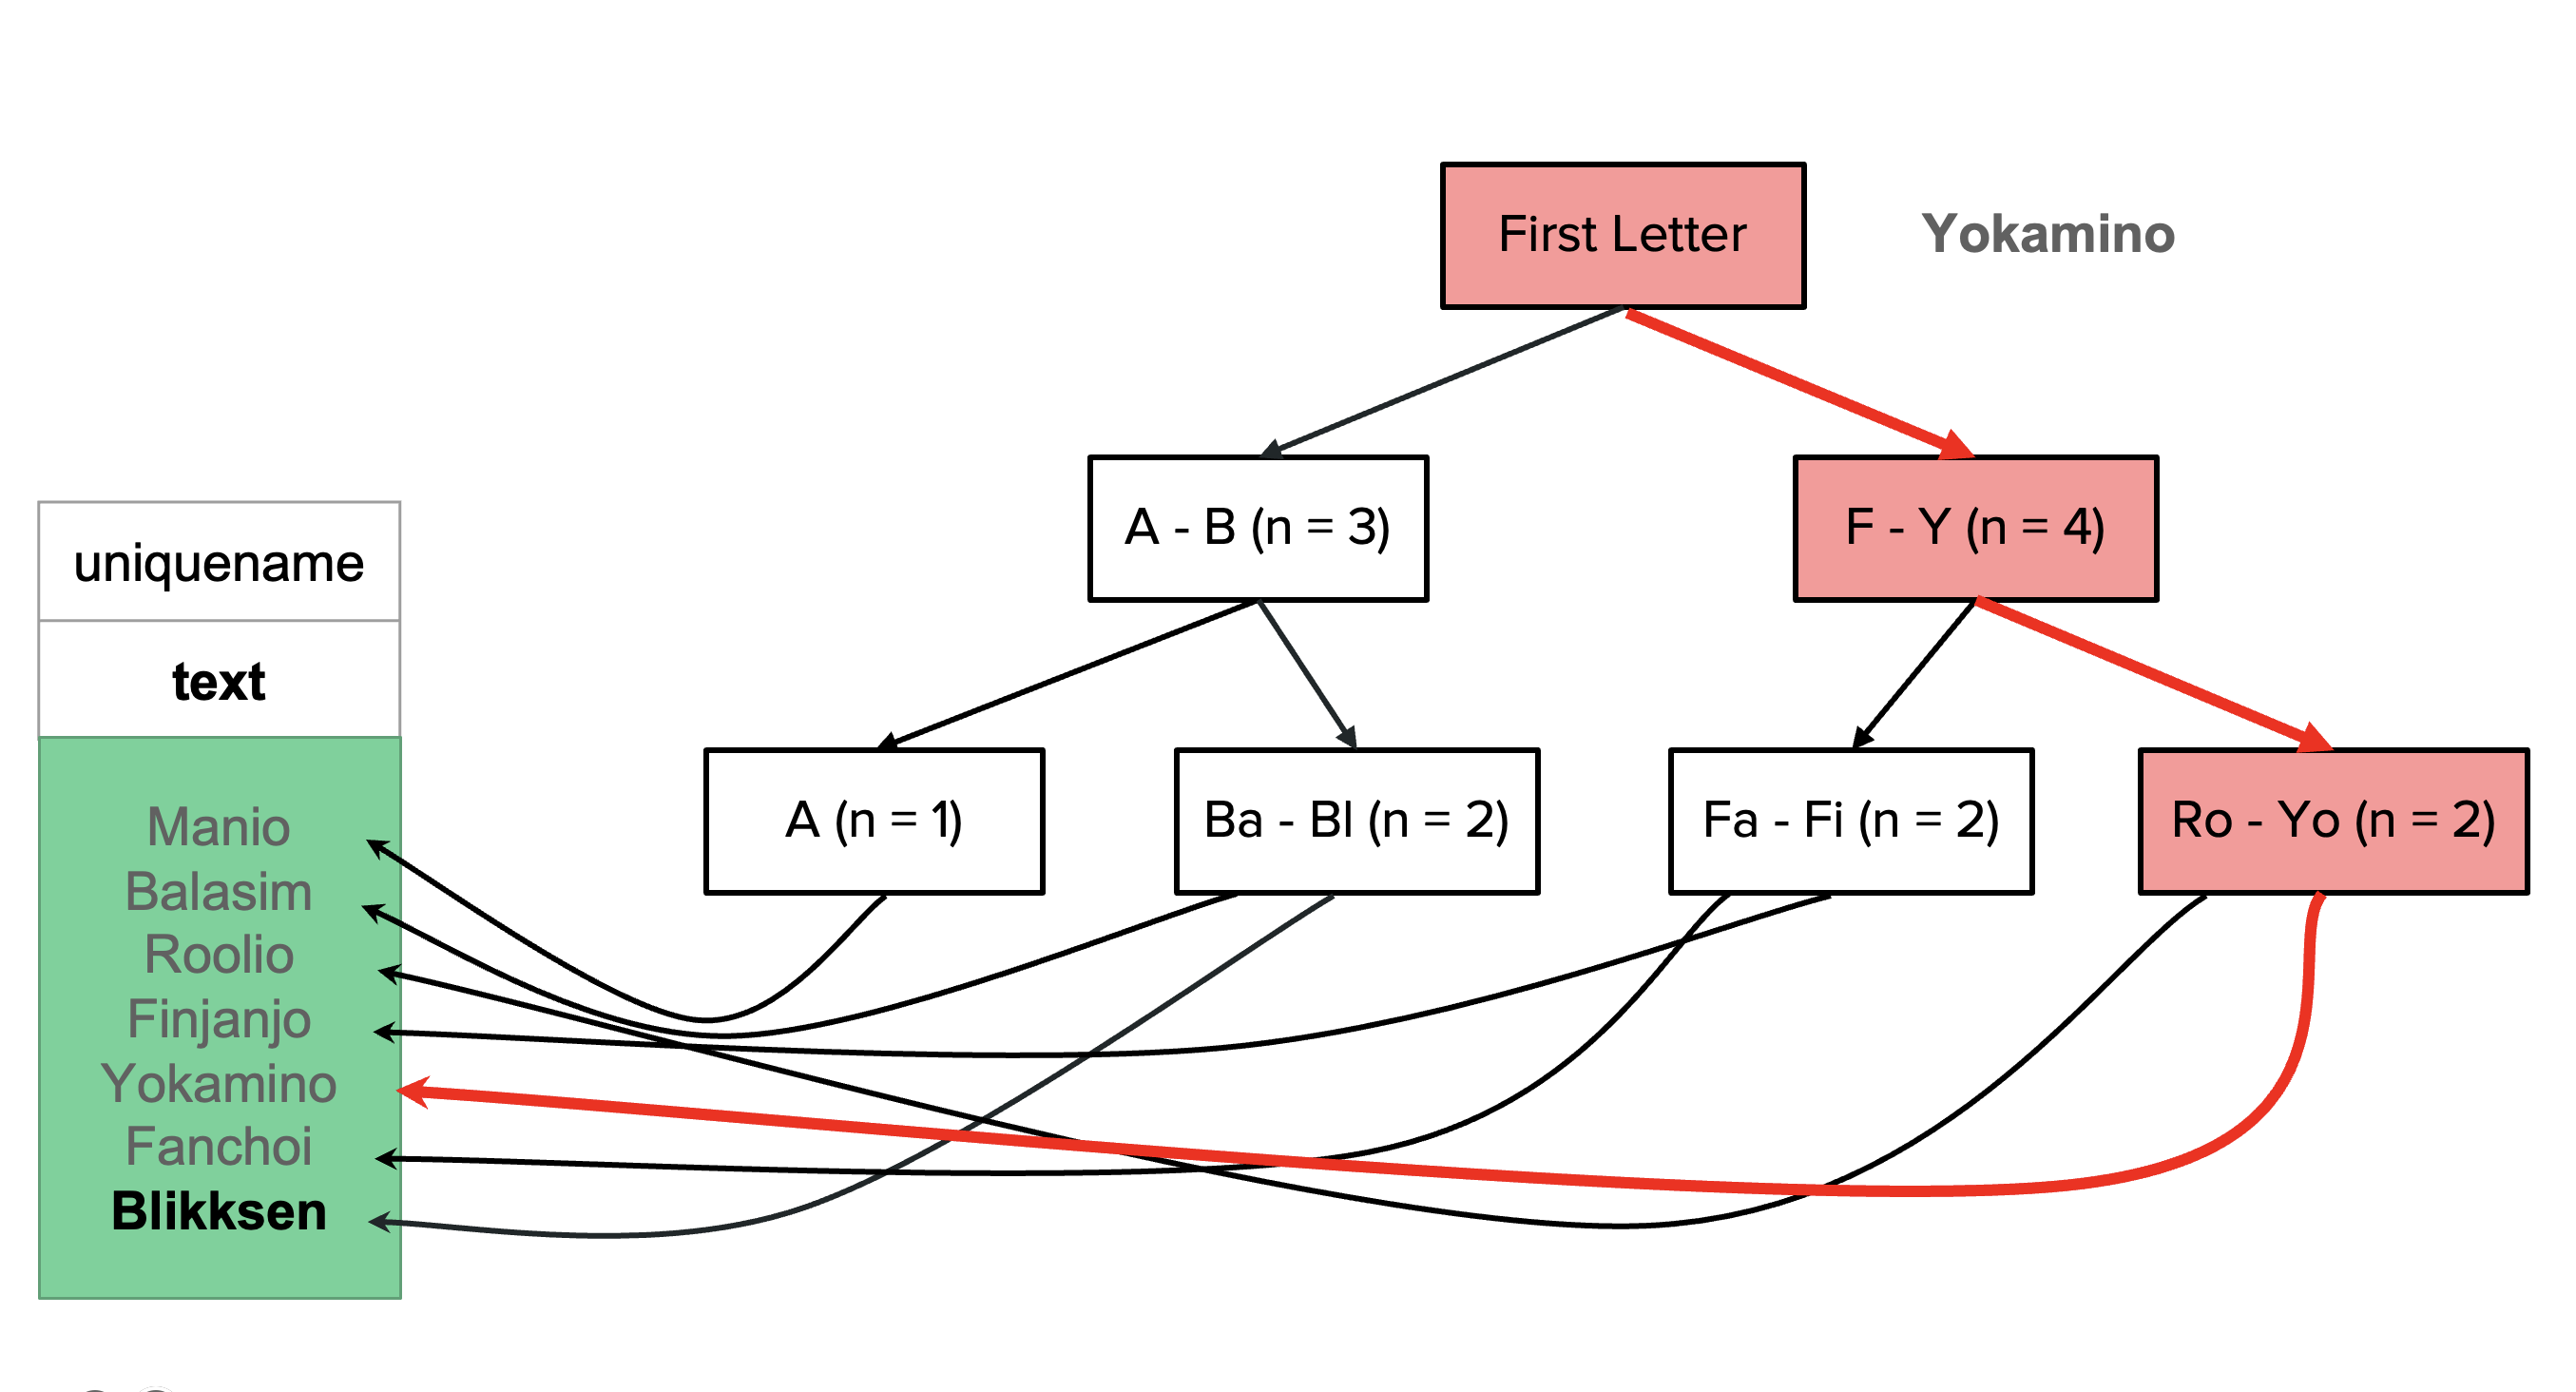 First Letter
Yokamino
A - B (n = 3)
F - Y (n = 4)
uniquename
text
A (n = 1)
Ba - Bl (n = 2)
Fa - Fi (n = 2)
Ro - Yo (n = 2)
Manio
Balasim
Roolio
Finjanjo
Yokamino
Fanchoi
Blikksen